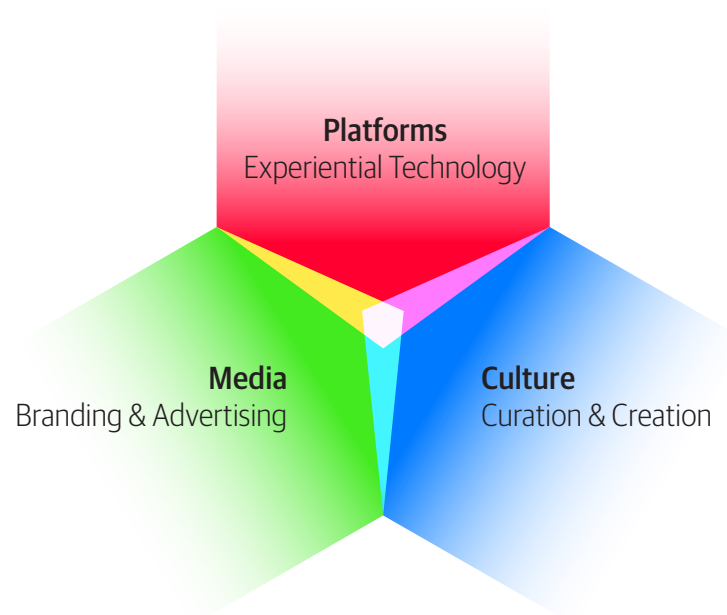 Platforms
Experiential Technology
Media
Branding & Advertising
Culture
Curation & Creation